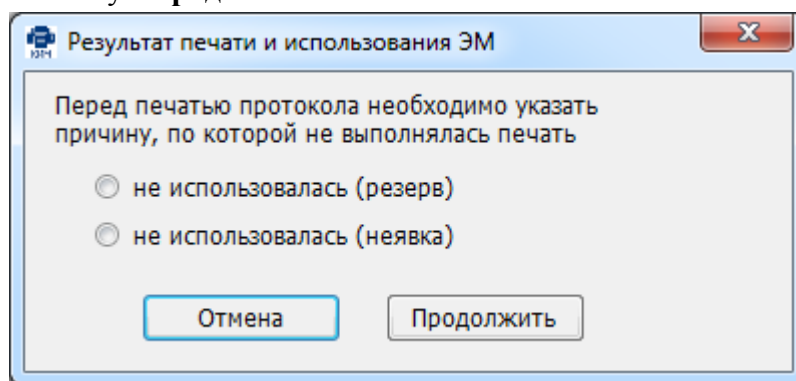 Результат печати и использования ЭМ
Перед печатью протокола необходимо указать
причину, по которой не выполнялась печать
не использовалась (резерв)
не использовалась (неявка)
Отмена
Продолжить